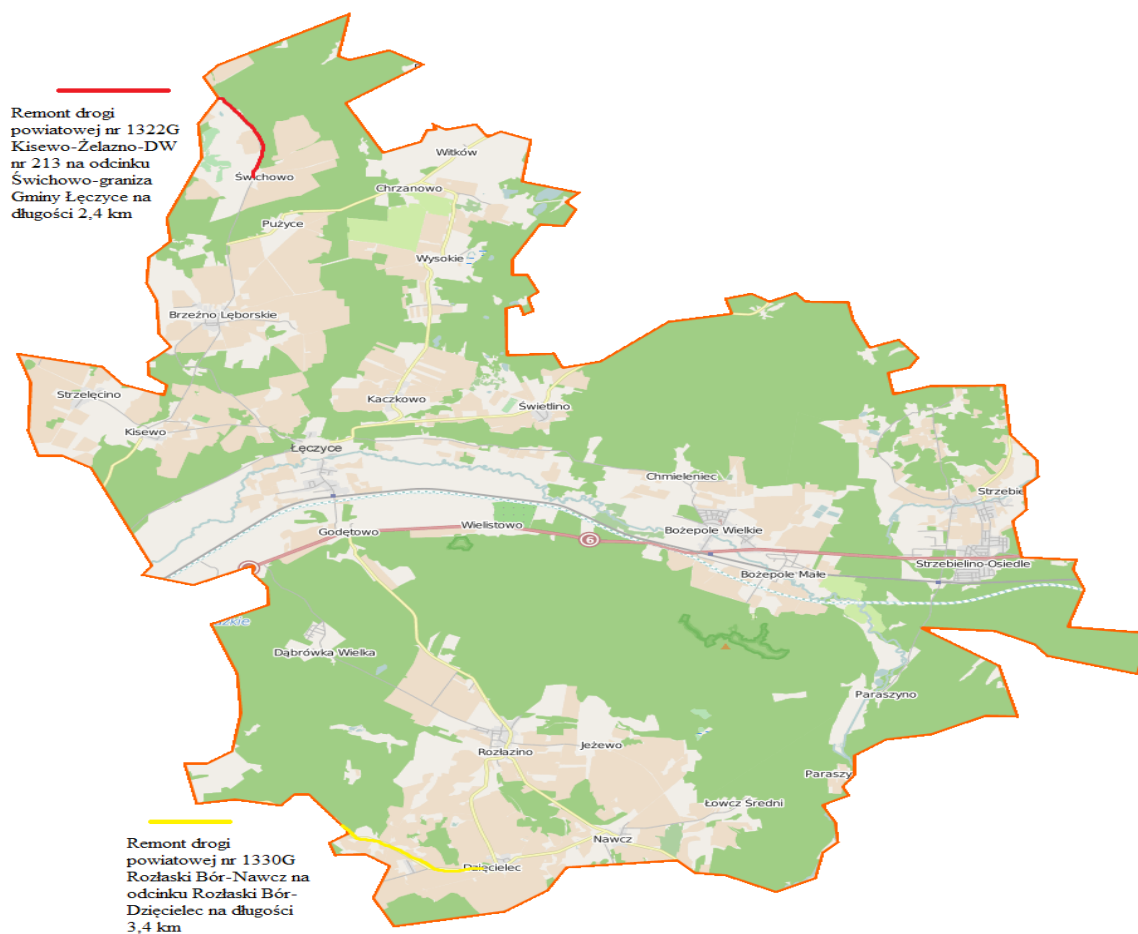 Remont drogi
powiatowej nr 1322G
Kisewo-Żelazno-DW
nr 213 na odcinku
Świchowo-graniza
Gminy Łęczyce na
długości 2,4 km
Witków
Chrzanowo
Świchowo
Pużyce
Wysokie
Brzeźno Lęborskie
Strzelęcino
Kaczkowo
Świetlino
Kisewo
Łęczyce
Chmieleniec
Strzebie
Godętowo
Wielistowo
Bożepole Wielkie
6
Strzebielino-Osiedle
Bożepole Małe
Dąbrówka Wielka
Paraszyno
Rozłazino
Jeżewo
Paraszy
Łowcz Średni
Nawcz
Dzięcielec
Remont drogi
powiatowej nr 1330G
Rozłaski Bór-Nawcz na
odcinku Rozłaski Bór-
Dzięcielec na długości
3,4 km